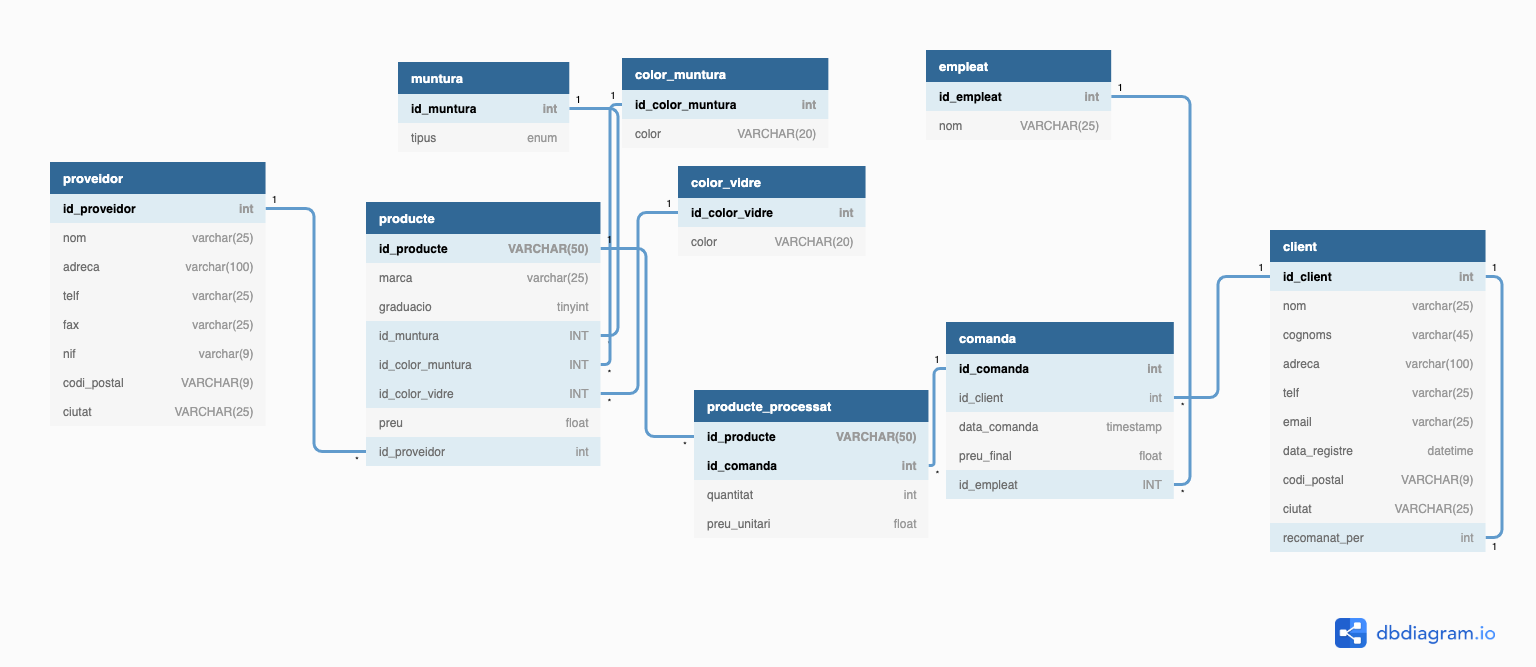 muntura
id_muntura int
tipus enum
color_muntura
id_color_muntura int
color VARCHAR(20)
empleat
id_empleat int
nom VARCHAR(25)
1
1
1
proveidor
id_proveidor int
nom varchar(25)
adreca varchar(100)
telf varchar(25)
fax varchar(25)
nif varchar(9)
codi_postal VARCHAR(9)
ciutat VARCHAR(25)
1
*
producte
id_producte VARCHAR(50)
marca varchar(25)
graduacio tinyint
id_muntura INT
id_color_muntura INT
id_color_vidre INT
preu float
id_proveidor int
1
*
*
color_vidre
id_color_vidre int
color VARCHAR(20)
1
producte_processat
id_producte VARCHAR(50)
id_comanda int
quantitat int
preu_unitari float
*
*
comanda
id_comanda int
id_client int
data_comanda timestamp
preu_final float
id_empleat INT
1
*
*
client
id_client int
nom varchar(25)
cognoms varchar(45)
adreca varchar(100)
telf varchar(25)
email varchar(25)
data_registre datetime
codi_postal VARCHAR(9)
ciutat VARCHAR(25)
recomanat_per int
1
1
1
dbdiagram.io